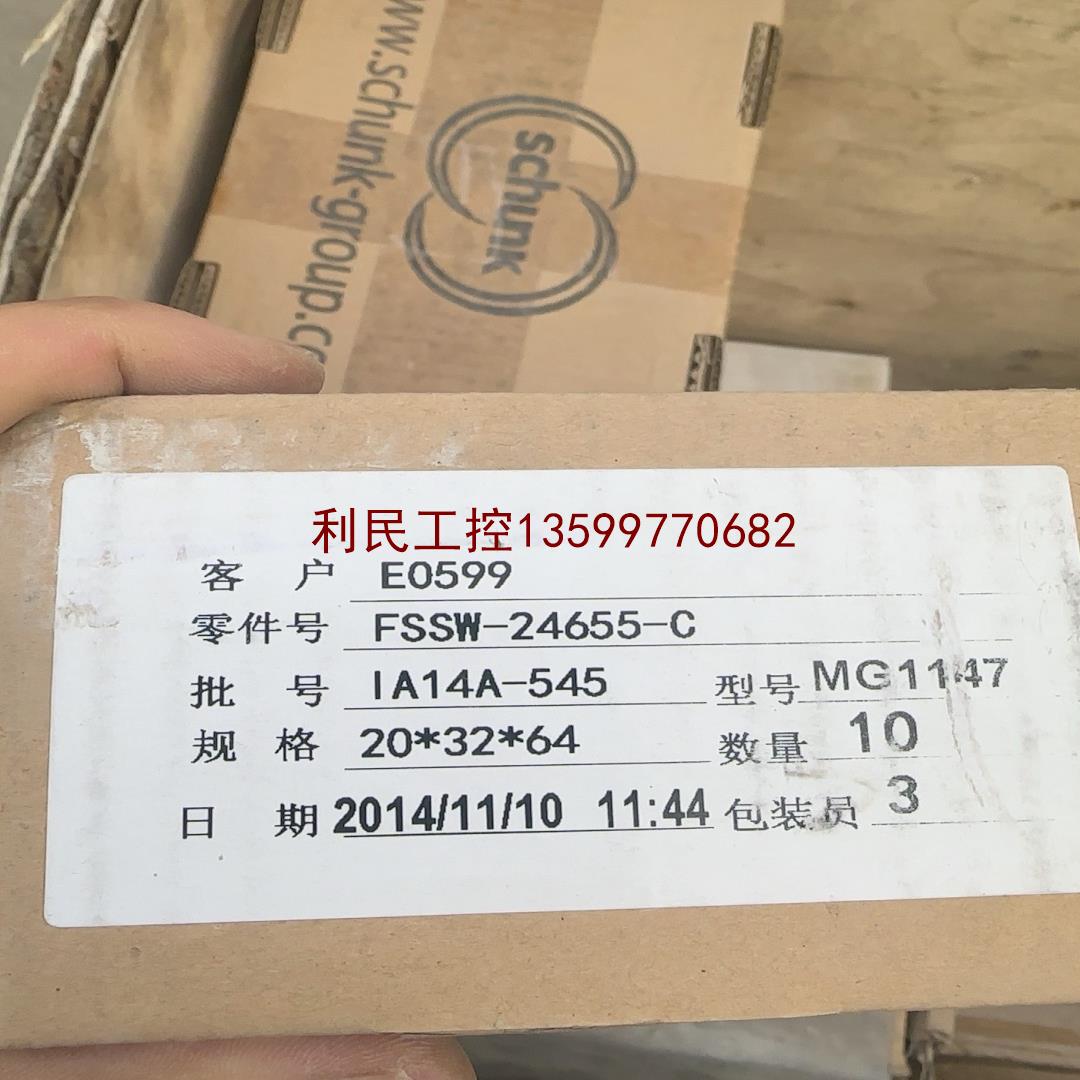 www.schunk-group.co
schunk
利民工控13599770682
客 户 E0599
零件号 FSSW-24655-C
批 号 IA14A-545 型号 MG1147
规 格 20*32*64 数量 10
日 期 2014/11/10 11:44 包装员 3